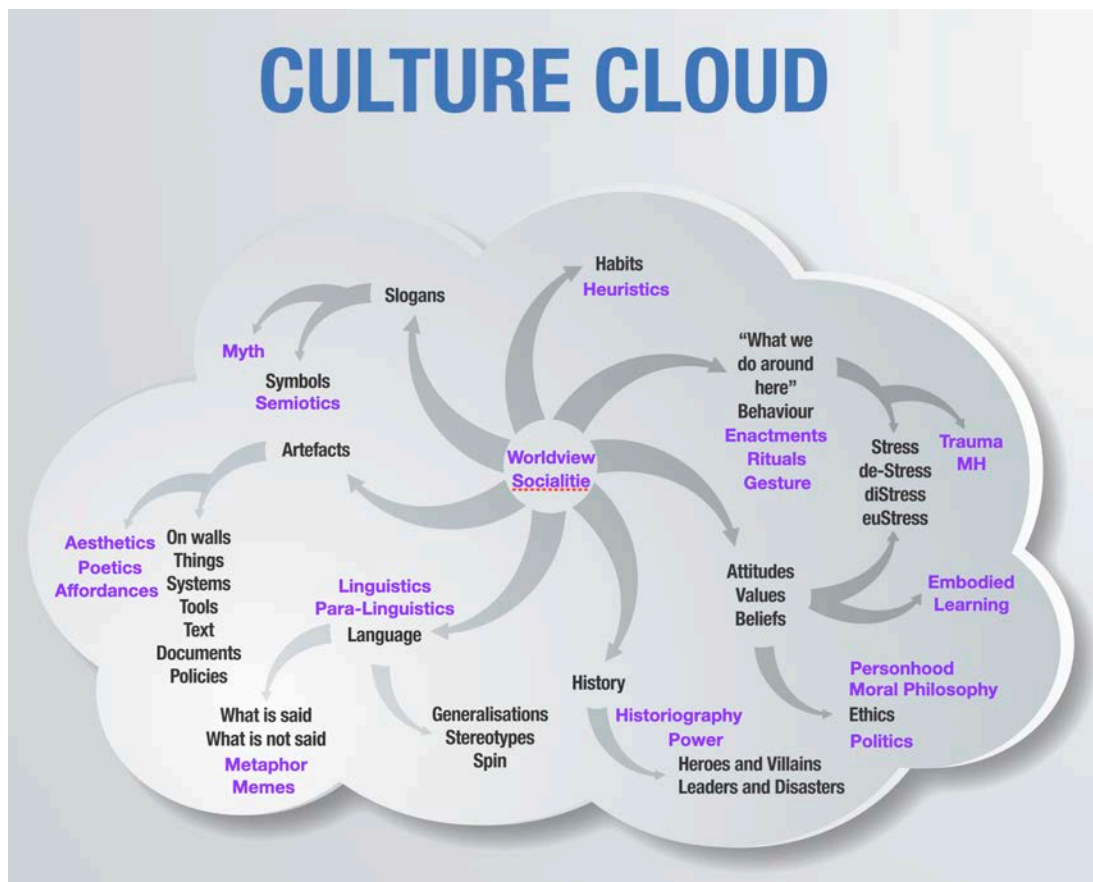 CULTURE CLOUD
Habits
Heuristics
Slogans
Myth
Symbols
Semiotics
"What we
do around
here"
Behaviour
Enactments
Rituals
Gesture
Stress
de-Stress
diStress
euStress
Trauma
MH
Worldview
Socialitie
Artefacts
Aesthetics
Poetics
Affordances
On walls
Things
Systems
Tools
Text
Documents
Policies
Linguistics
Para-Linguistics
Language
What is said
What is not said
Metaphor
Memes
Generalisations
Stereotypes
Spin
Attitudes
Values
Beliefs
Embodied
Learning
Personhood
Moral Philosophy
Ethics
Politics
History
Historiography
Power
Heroes and Villains
Leaders and Disasters